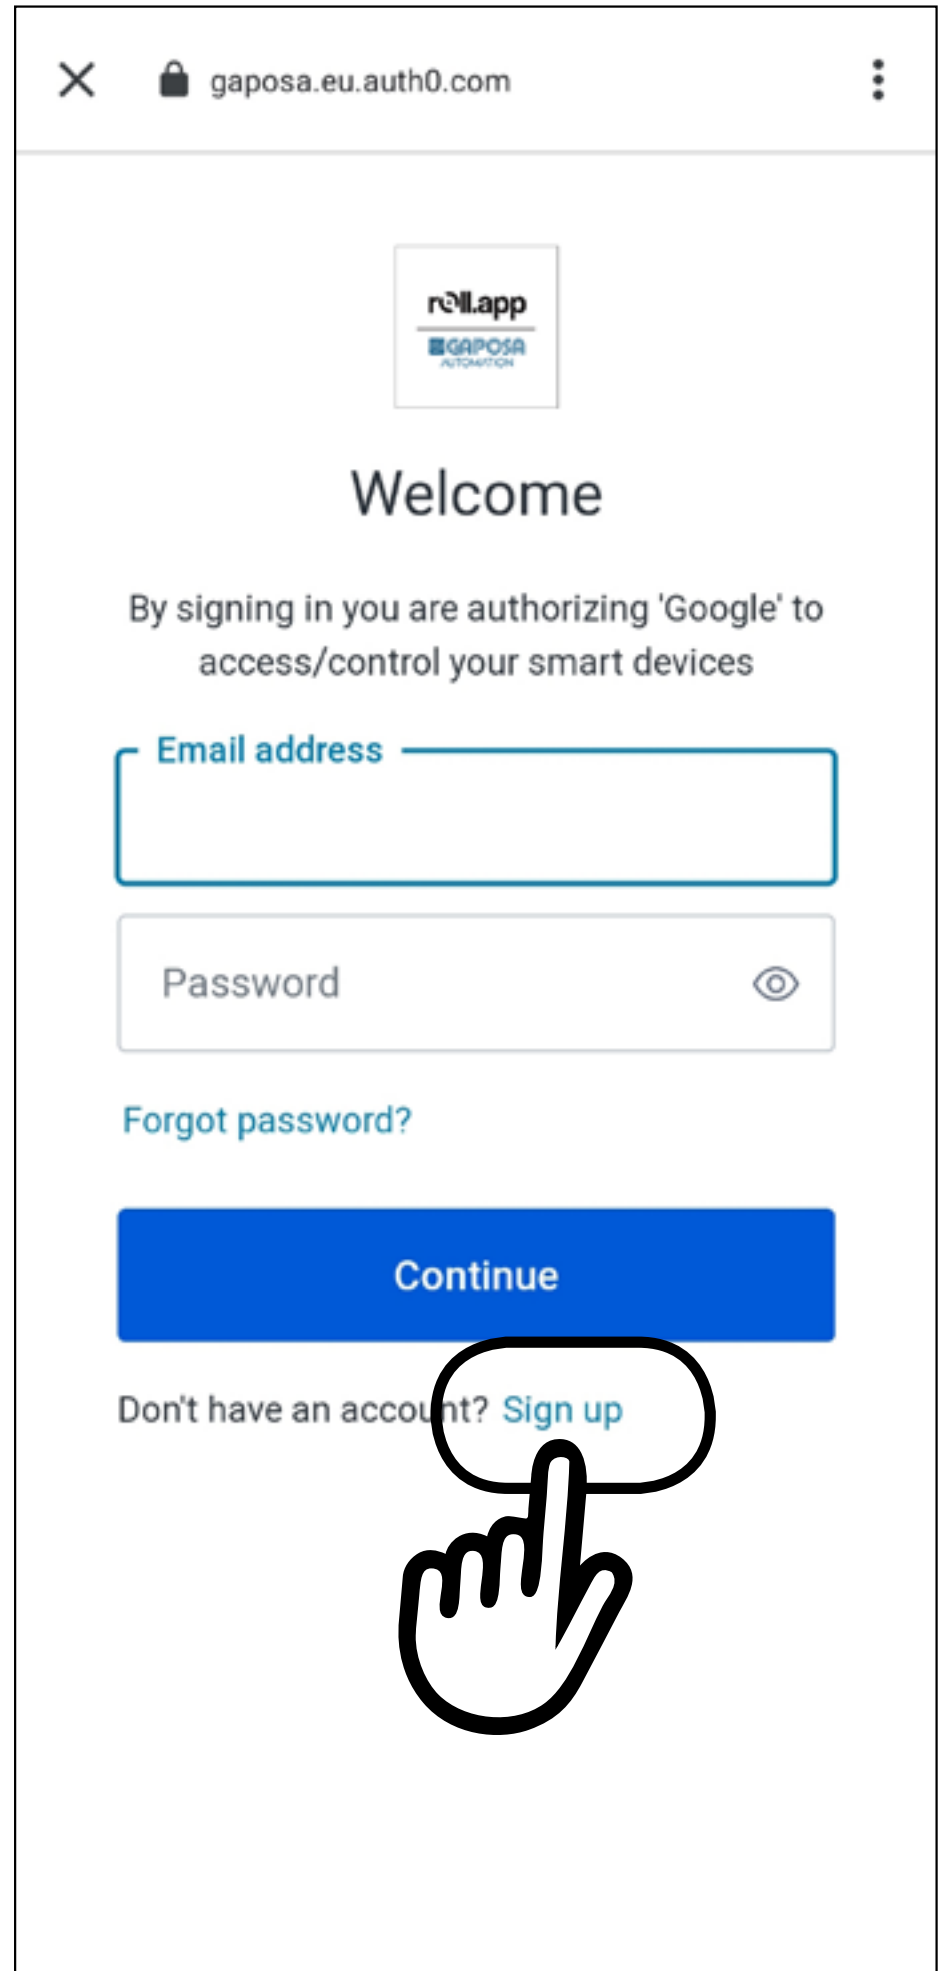 gaposa.eu.auth0.com
roll.app
GAPOSA
AUTOMATION
Welcome
By signing in you are authorizing 'Google' to
access/control your smart devices
Email address
Password
Forgot password?
Continue
Don't have an account? Sign up